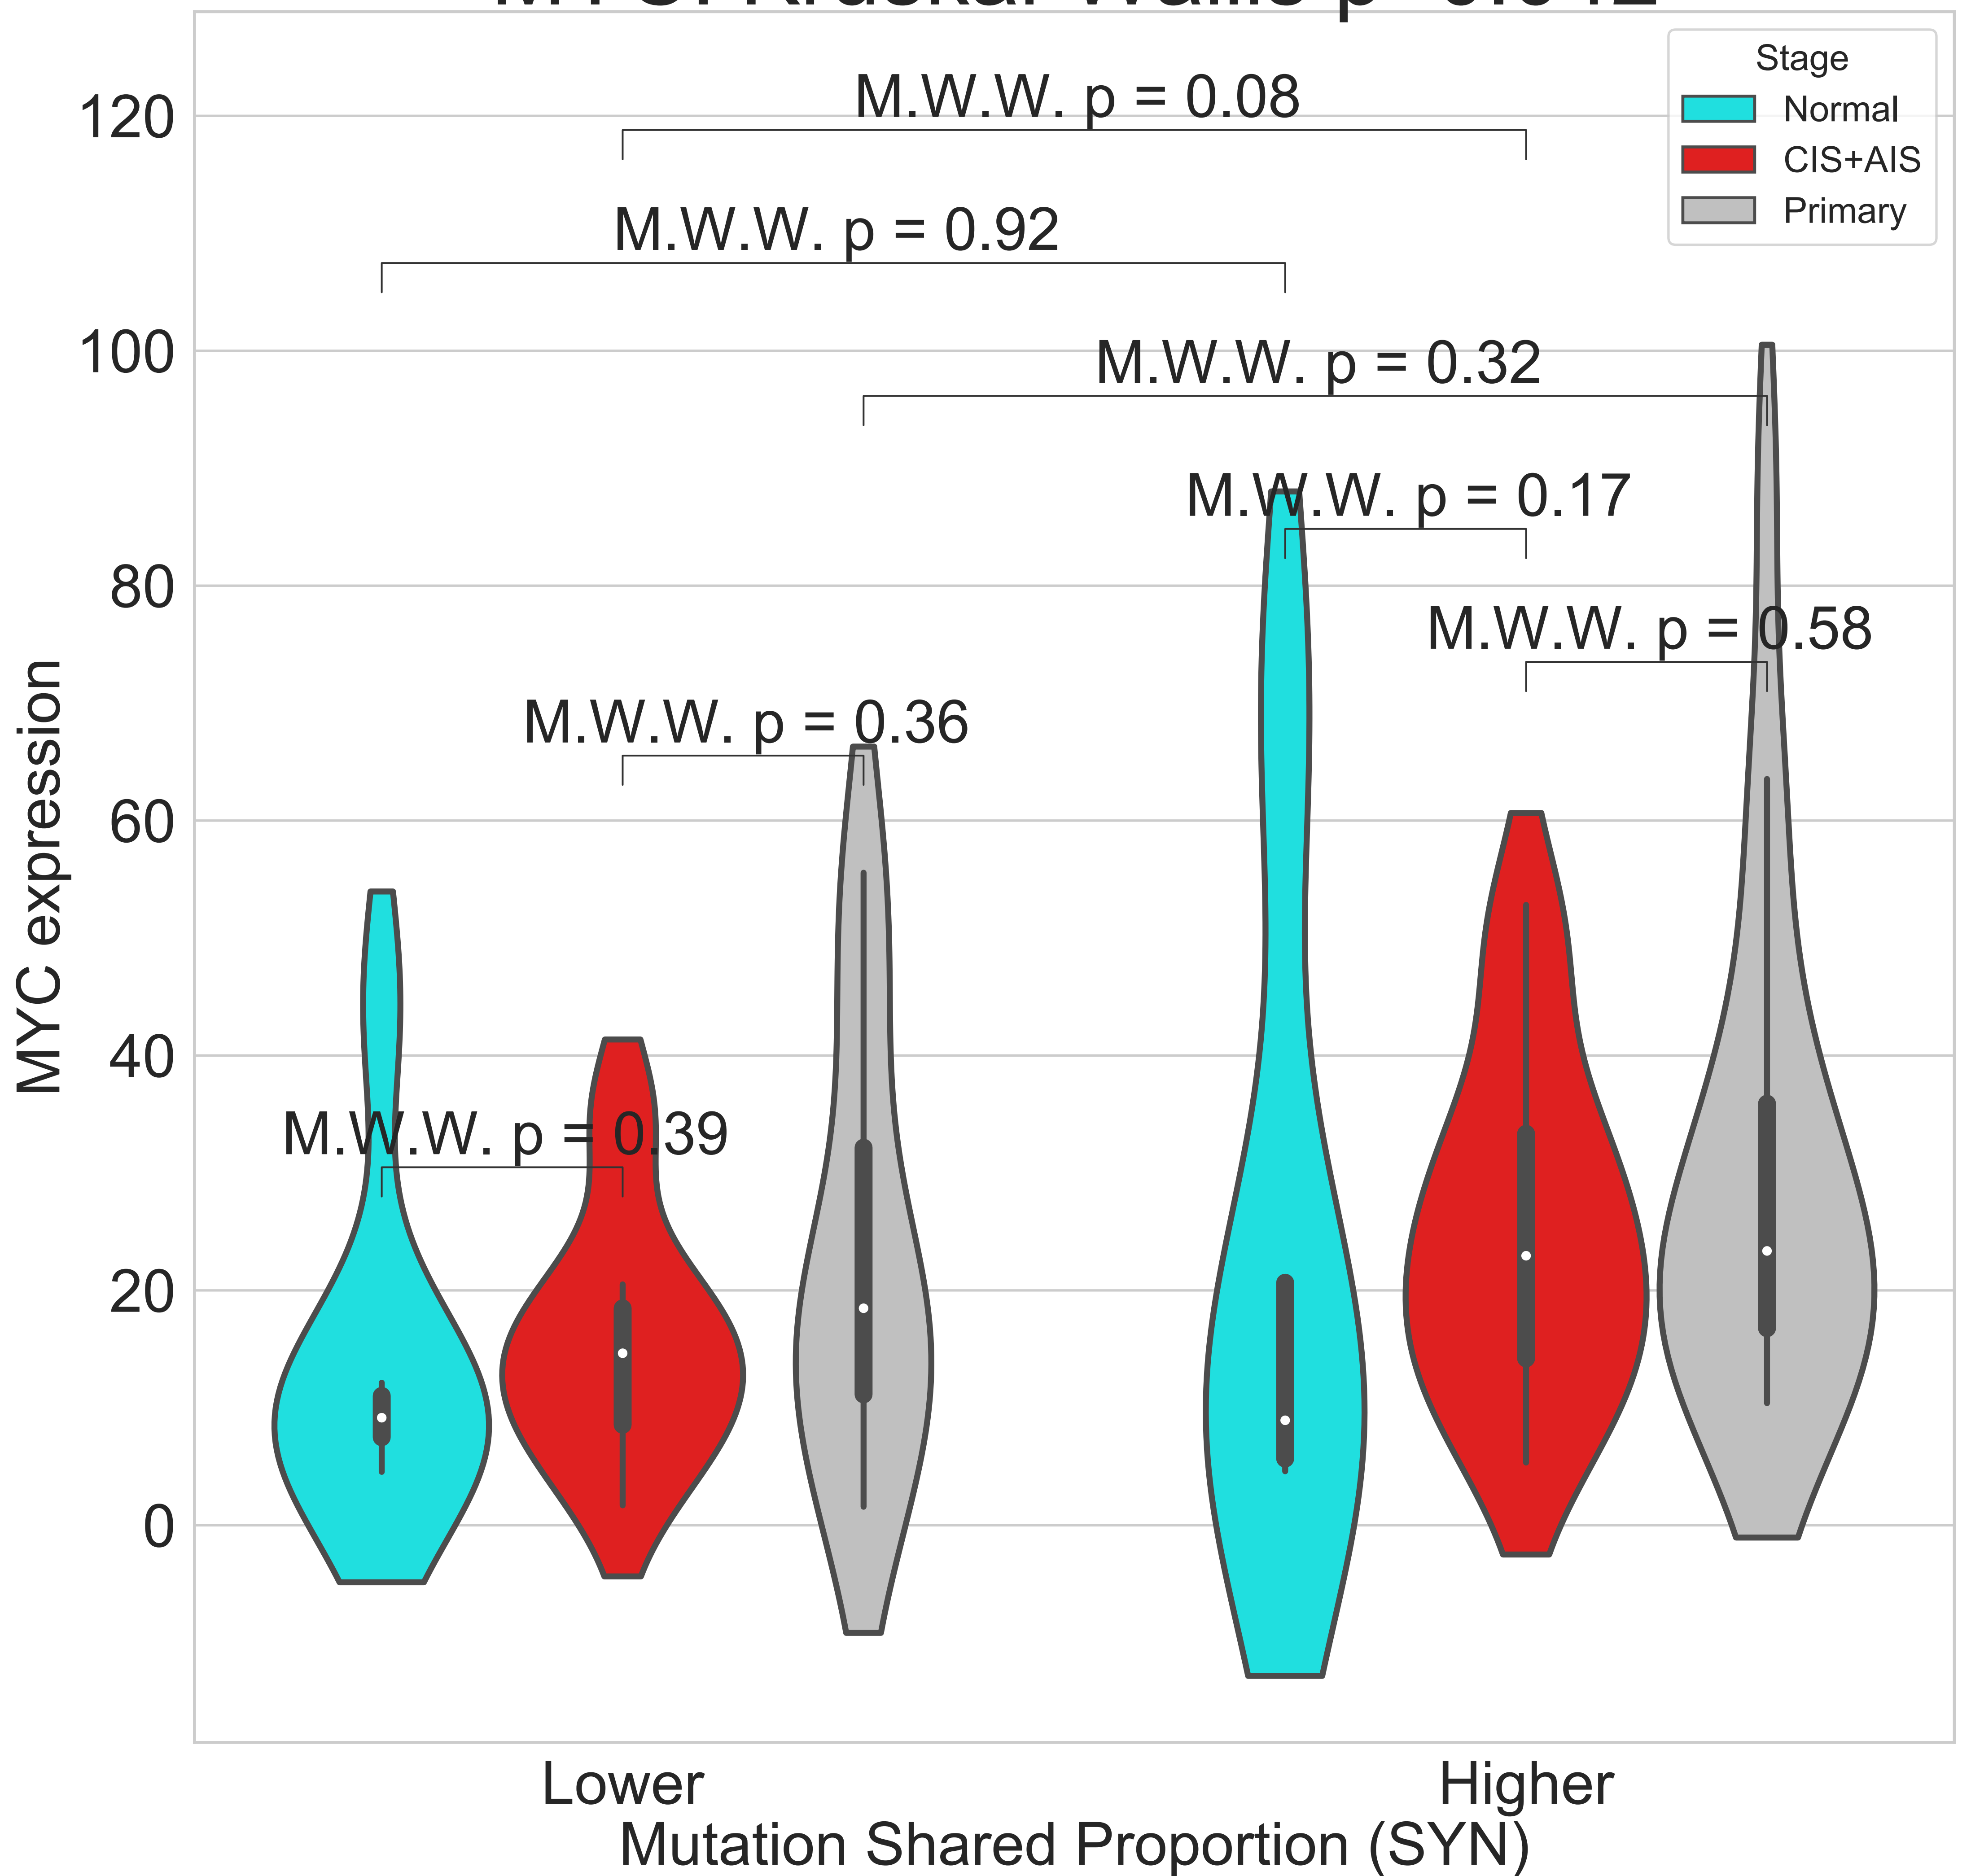 Stage
Normal
CIS+AIS
Primary
M.W.W. p = 0.08
M.W.W. p = 0.92
M.W.W. p = 0.32
M.W.W. p = 0.17
M.W.W. p = 0.58
M.W.W. p = 0.36
M.W.W. p = 0.39
120
100
80
60
40
20
0
MYC expression
Lower
Higher
Mutation Shared Proportion (SYN)